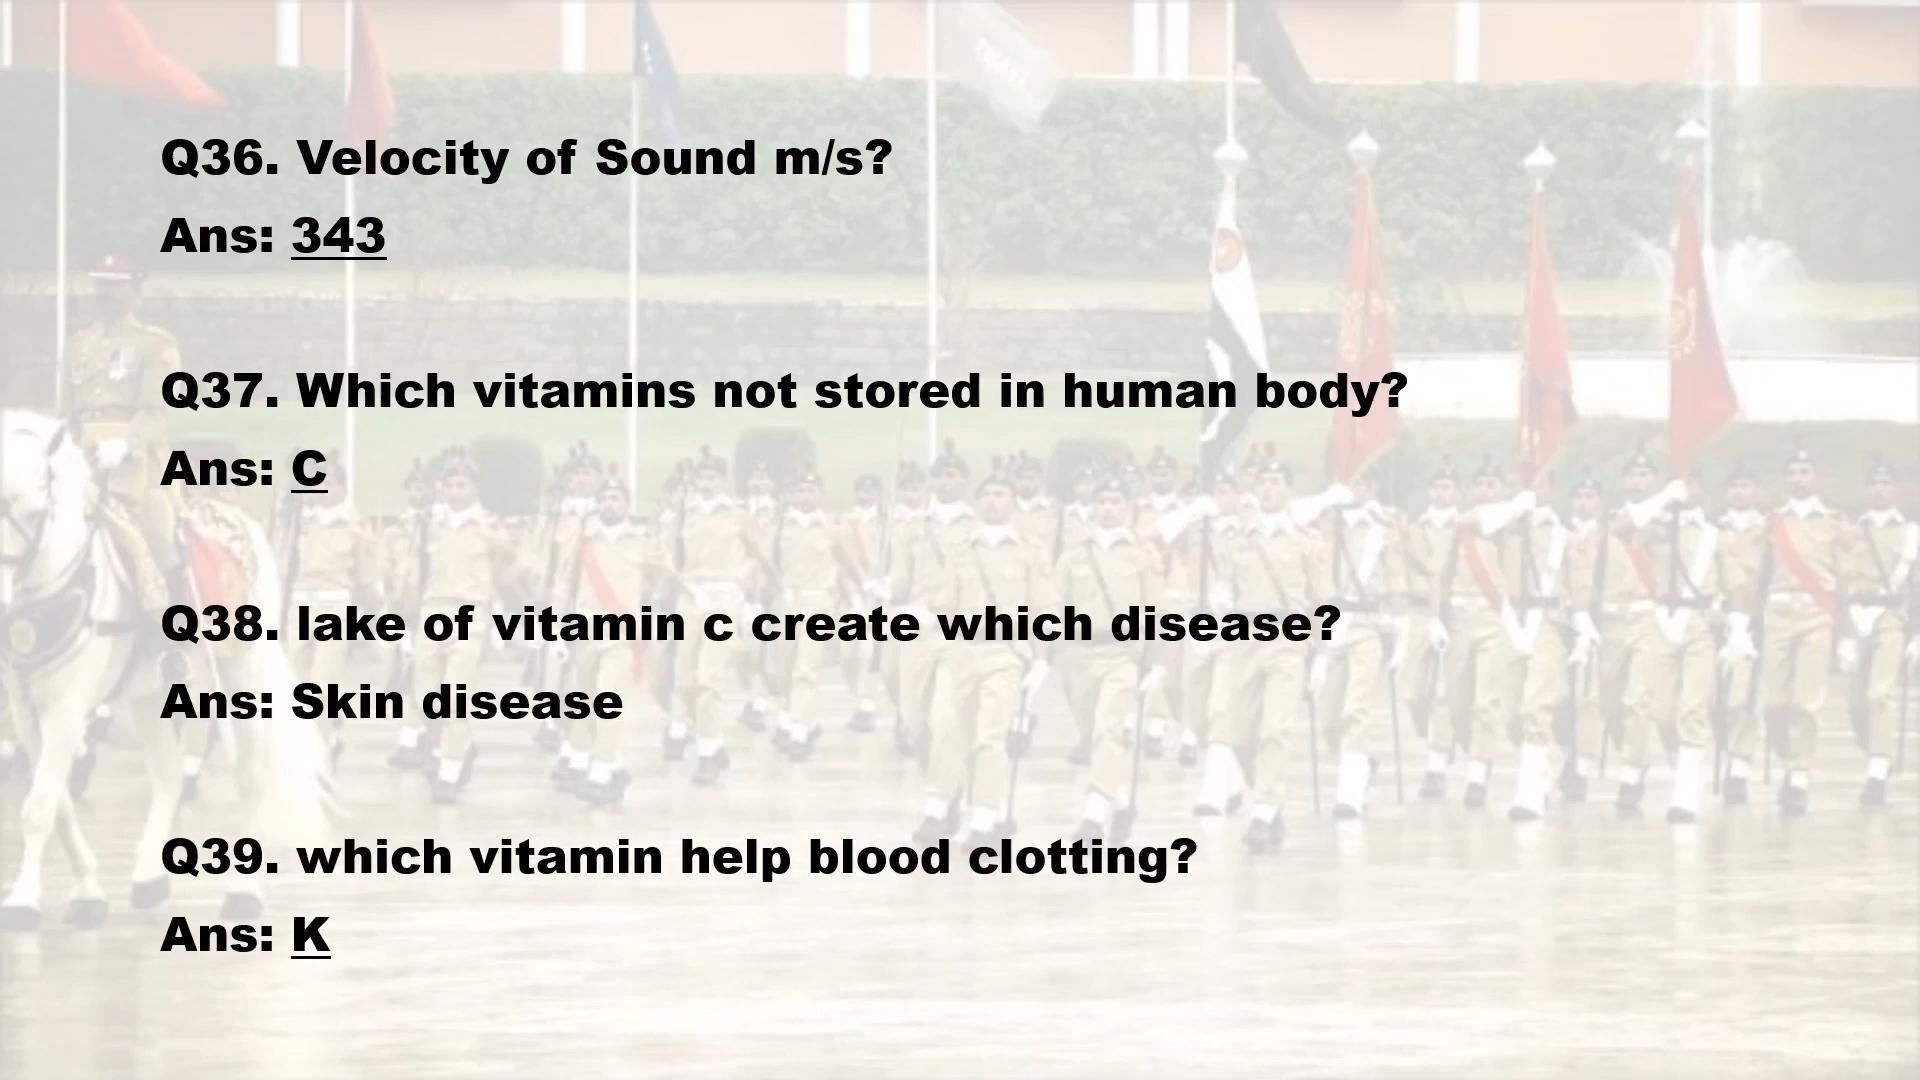 Q36. Velocity of Sound m/s?
Ans: 343
Q37. Which vitamins not stored in human body?
Ans: C
Q38. lake of vitamin c create which disease?
Ans: Skin disease
Q39. which vitamin help blood clotting?
Ans: K